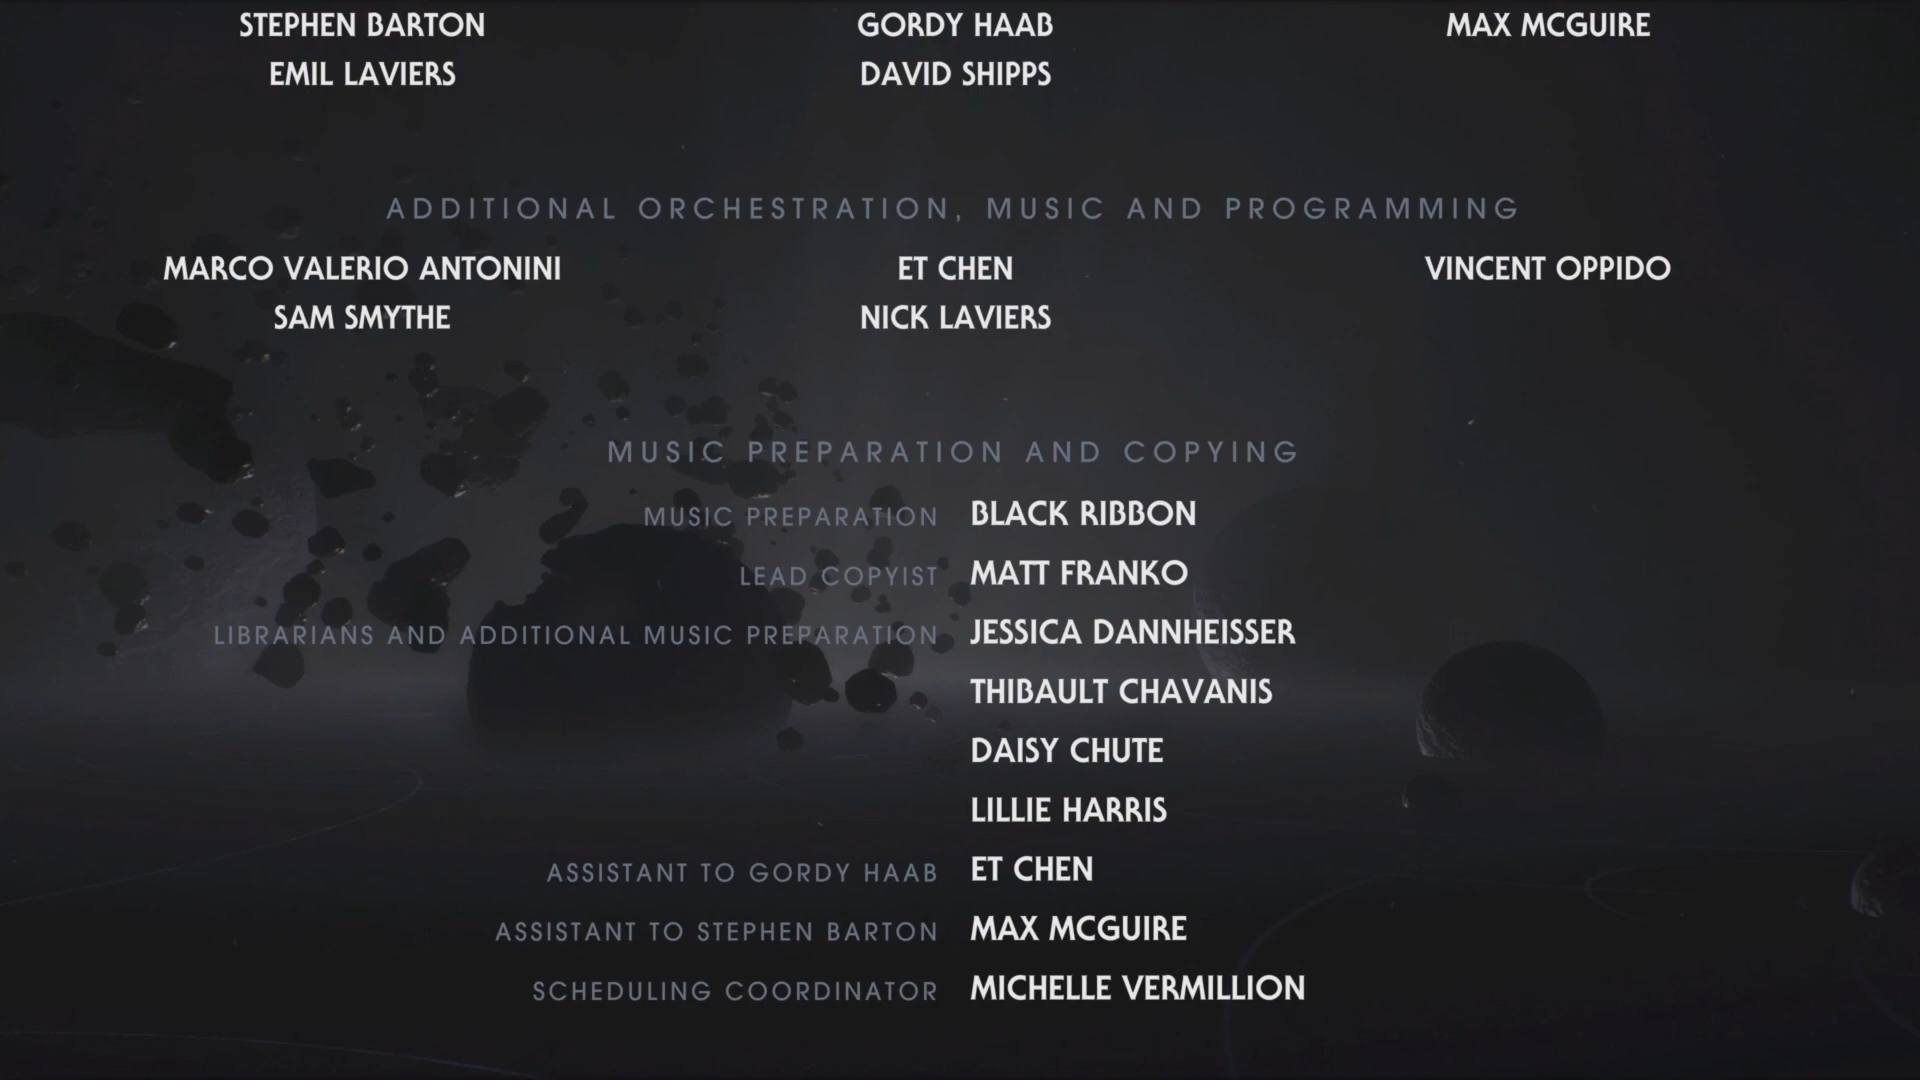 STEPHEN BARTON GORDY HAAB MAX MCGUIRE
EMIL LAVIERS DAVID SHIPPS
ADDITIONAL ORCHESTRATION, MUSIC AND PROGRAMMING
MARCO VALERIO ANTONINI ET CHEN VINCENT OPPIDO
SAM SMYTHE NICK LAVIERS
MUSIC PREPARATION AND COPYING
MUSIC PREPARATION BLACK RIBBON
LEAD COPYIST MATT FRANKO
LIBRARIANS AND ADDITIONAL MUSIC PREPARATION JESSICA DANNHEISSER
THIBAULT CHAVANIS
DAISY CHUTE
LILLIE HARRIS
ASSISTANT TO GORDY HAAB ET CHEN
ASSISTANT TO STEPHEN BARTON MAX MCGUIRE
SCHEDULING COORDINATOR MICHELLE VERMILLION